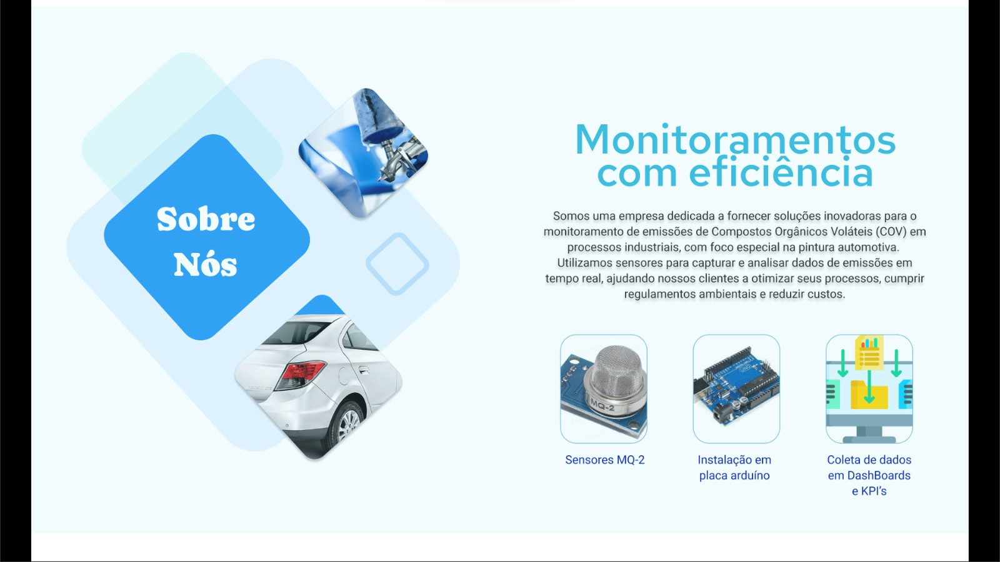 Sobre
Nós
Monitoramentos
com eficiência
Somos uma empresa dedicada a fornecer soluções inovadoras para o
monitoramento de emissões de Compostos Orgânicos Voláteis (COV) em
processos industriais, com foco especial na pintura automotiva.
Utilizamos sensores para capturar e analisar dados de emissões em
tempo real, ajudando nossos clientes a otimizar seus processos, cumprir
regulamentos ambientais e reduzir custos.
MQ-2
UNO
Sensores MQ-2
Instalação em
placa arduíno
Coleta de dados
em DashBoards
e KPI's